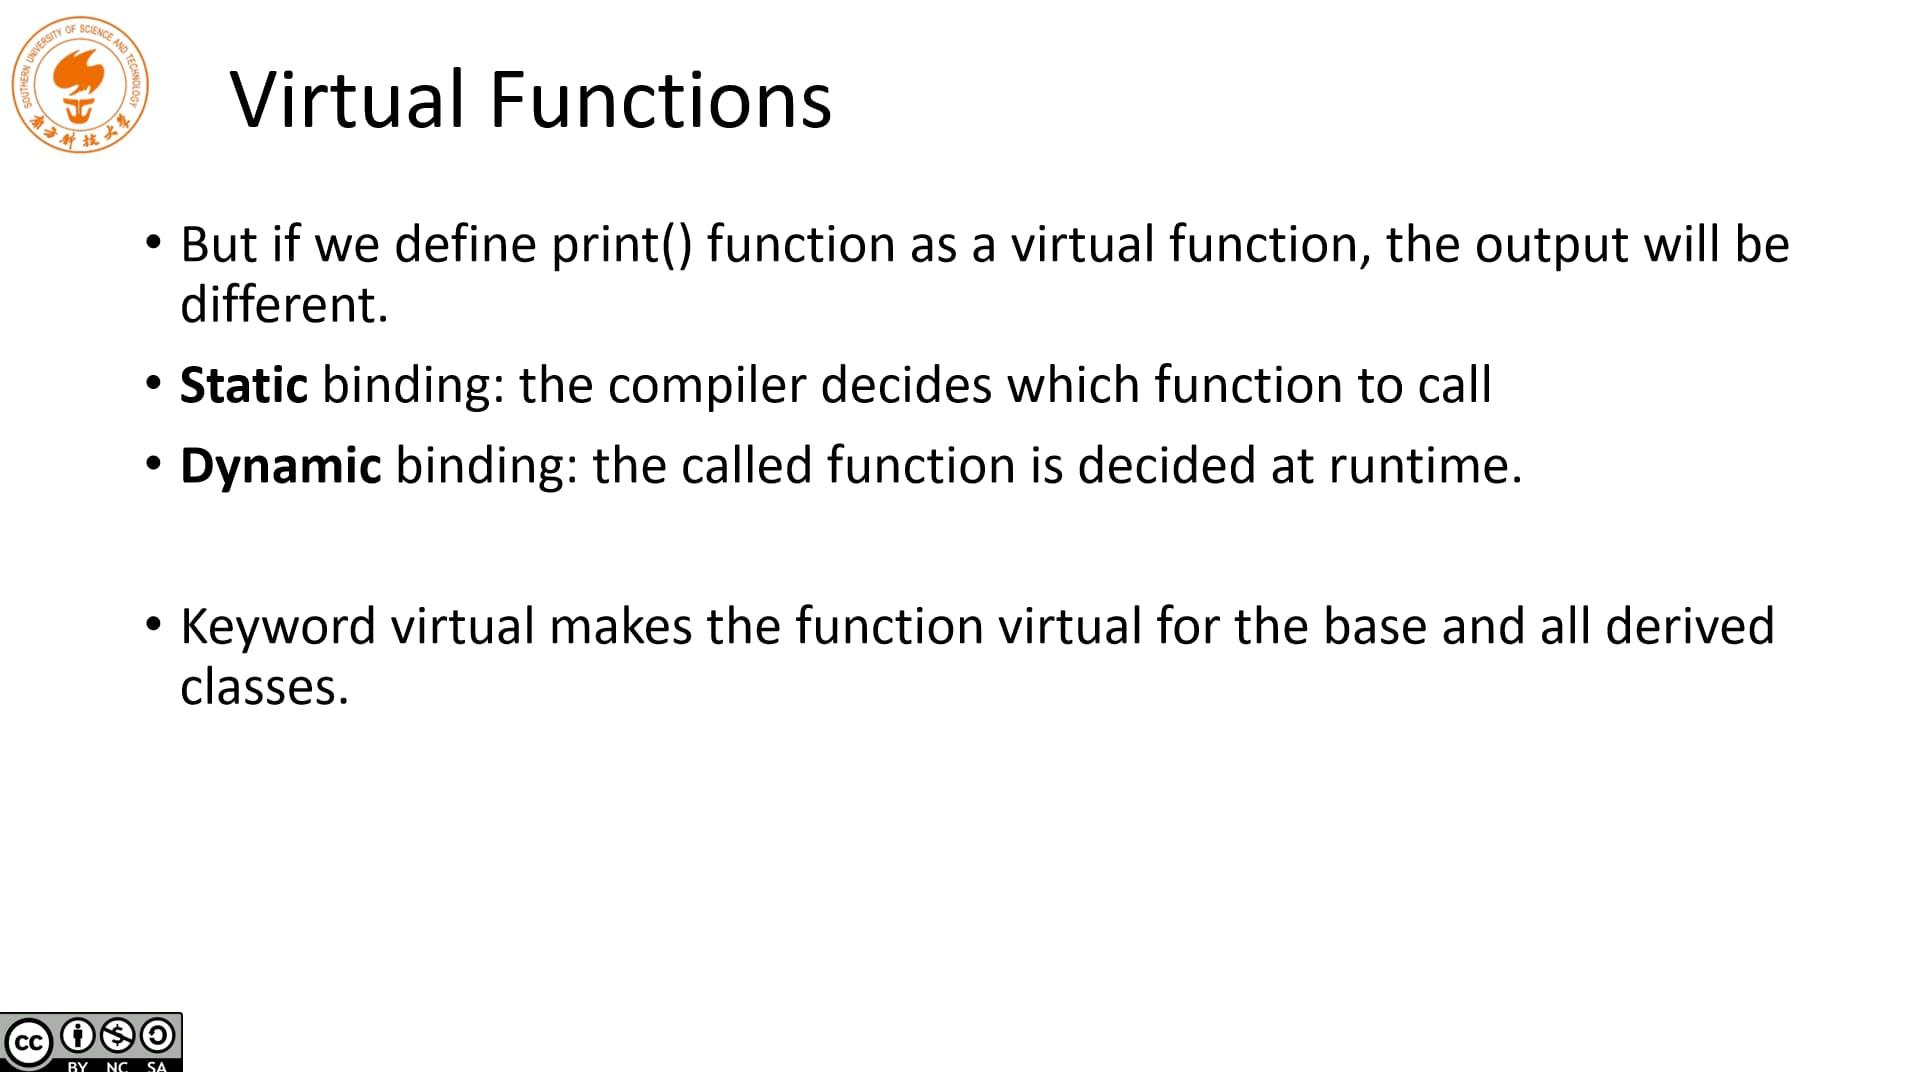 SOUTHERN UNIVERSITY OF SCIENCE AND TECHNOLOGY
南方科技大学
Virtual Functions
• But if we define print() function as a virtual function, the output will be
different.
• Static binding: the compiler decides which function to call
• Dynamic binding: the called function is decided at runtime.
• Keyword virtual makes the function virtual for the base and all derived
classes.
cc
BY NC SA